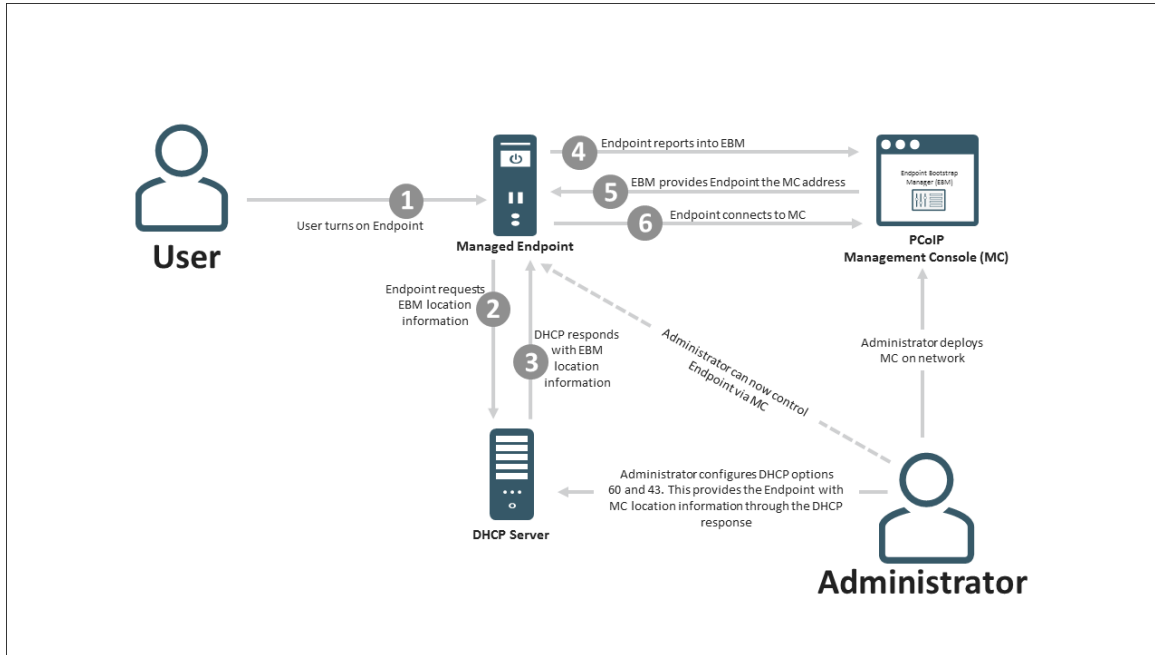 4
Endpoint reports into EBM
Endpoint Bootstrap
Manager (EBM)
5
EBM provides Endpoint the MC address
1
6
Endpoint connects to MC
User turns on Endpoint
User
Managed Endpoint
PCoIP
Management Console (MC)
Endpoint requests
EBM location
information
2
DHCP responds
with EBM
location
information
3
Administrator can now control
Endpoint via MC
Administrator deploys
MC on network
Administrator configures DHCP options
60 and 43. This provides the Endpoint with
MC location information through the DHCP
response
DHCP Server
Administrator